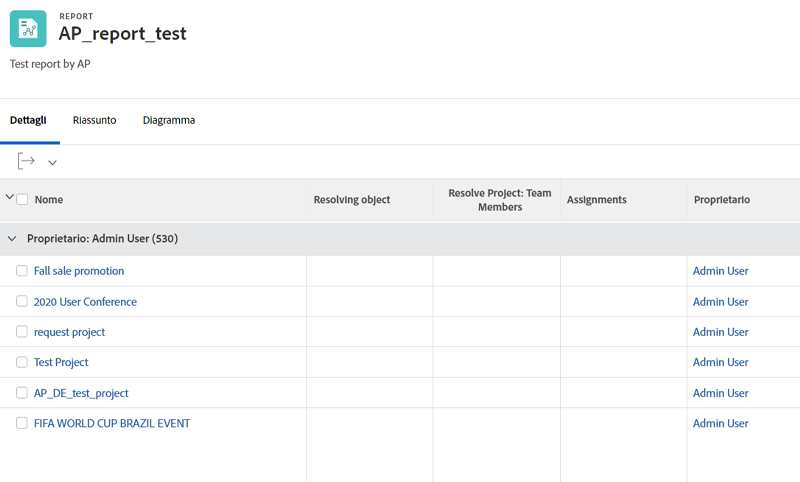 REPORT
AP_report_test
Test report by AP
Dettagli Riassunto Diagramma
Nome Resolving object Resolve Project: Team Members Assignments Proprietario
Proprietario: Admin User (530)
Fall sale promotion Admin User
2020 User Conference Admin User
request project Admin User
Test Project Admin User
AP_DE_test_project Admin User
FIFA WORLD CUP BRAZIL EVENT Admin User